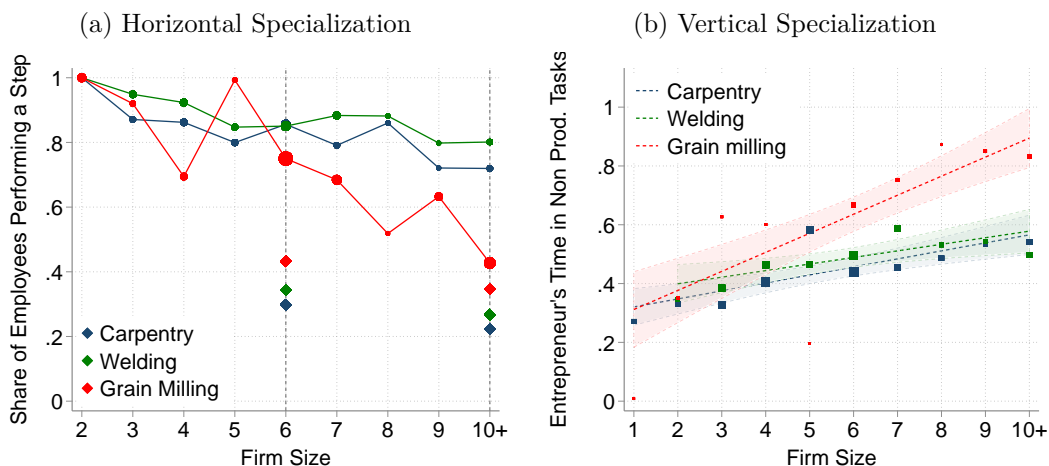 (a) Horizontal Specialization
Share of Employees Performing a Step
1
.8
.6
.4
.2
0
Carpentry
Welding
Grain Milling
2 3 4 5 6 7 8 9 10+
Firm Size
(b) Vertical Specialization
Entrepreneur's Time in Non Prod. Tasks
1
.8
.6
.4
.2
0
Carpentry
Welding
Grain milling
1 2 3 4 5 6 7 8 9 10+
Firm Size